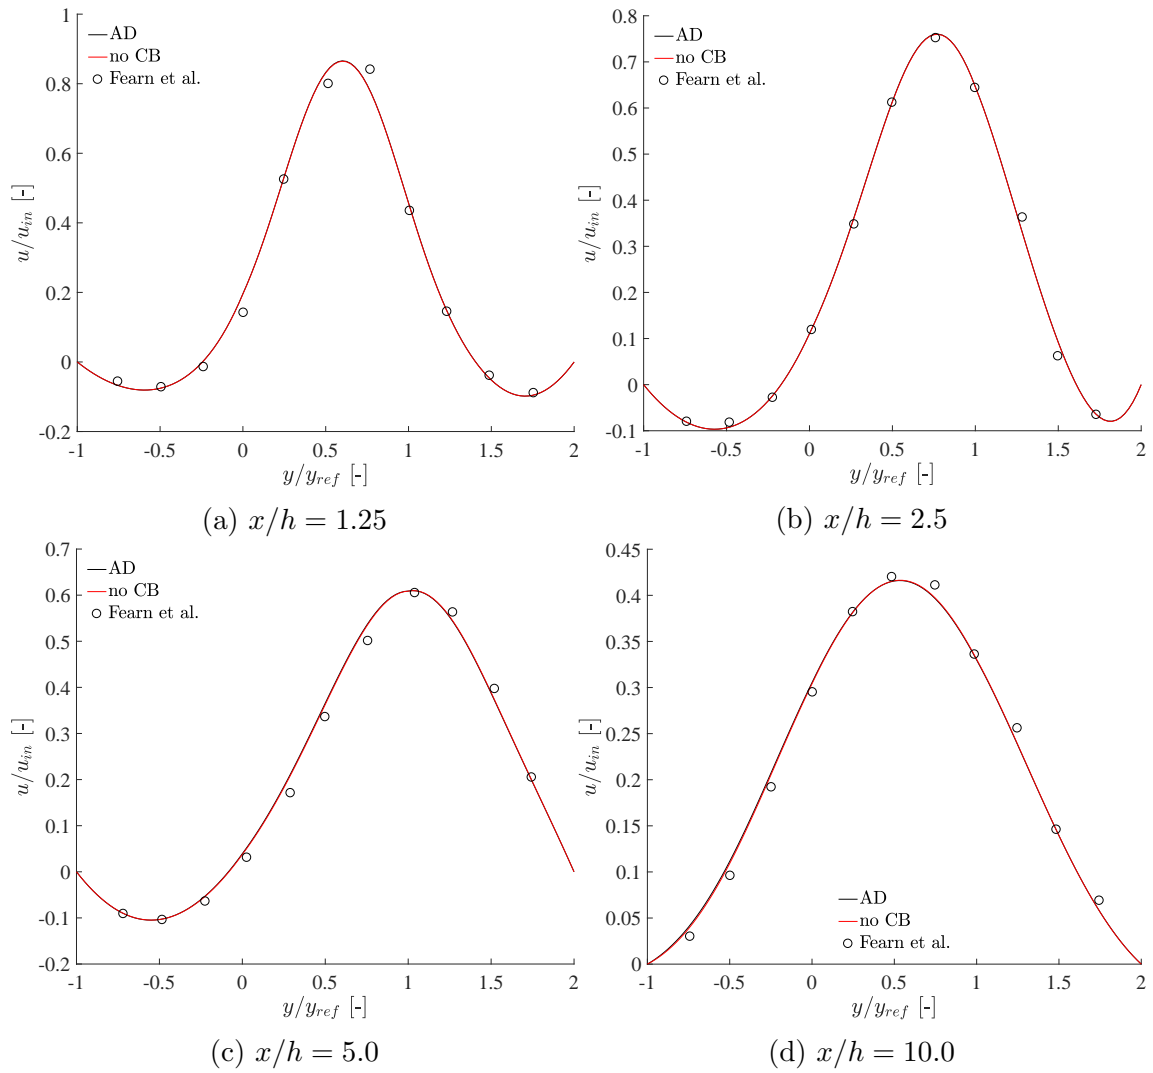 1
0.8
0.6
0.4
0.2
0
-0.2
-1
-0.5
0
0.5
1
1.5
2
u/u_in [-]
y/y_ref [-]
AD
no CB
Fearn et al.
(a) x/h = 1.25
0.8
0.7
0.6
0.5
0.4
0.3
0.2
0.1
0
-0.1
-1
-0.5
0
0.5
1
1.5
2
u/u_in [-]
y/y_ref [-]
AD
no CB
Fearn et al.
(b) x/h = 2.5
0.7
0.6
0.5
0.4
0.3
0.2
0.1
0
-0.1
-0.2
-1
-0.5
0
0.5
1
1.5
2
u/u_in [-]
y/y_ref [-]
AD
no CB
Fearn et al.
(c) x/h = 5.0
0.45
0.4
0.35
0.3
0.25
0.2
0.15
0.1
0.05
0
-1
-0.5
0
0.5
1
1.5
2
u/u_in [-]
y/y_ref [-]
AD
no CB
Fearn et al.
(d) x/h = 10.0